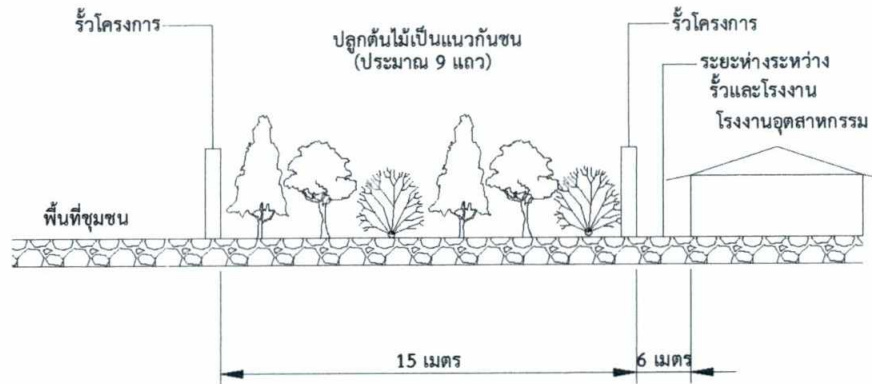 รั้วโครงการ
ปลูกต้นไม้เป็นแนวกันชน
(ประมาณ 9 แถว)
รั้วโครงการ
ระยะห่างระหว่าง
รั้วและโรงงาน
โรงงานอุตสาหกรรม
พื้นที่ชุมชน
15 เมตร
6 เมตร